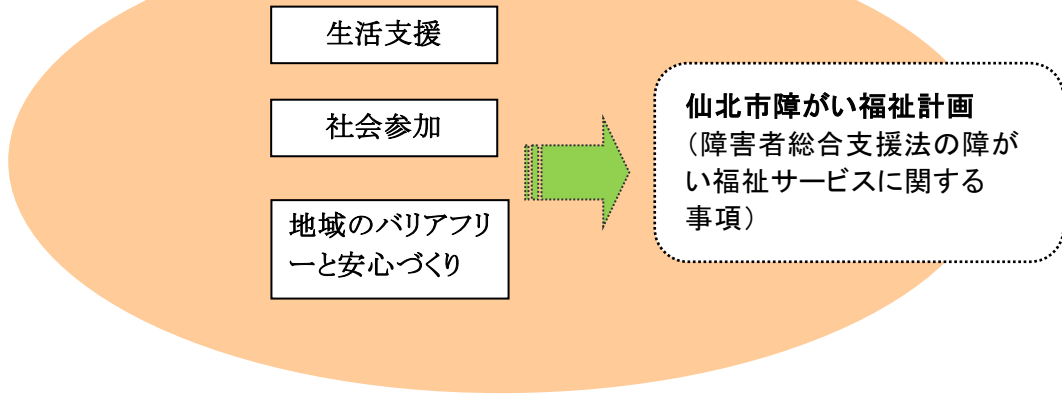 生活支援
社会参加
地域のバリアフリ
ーと安心づくり
仙北市障がい福祉計画
（障害者総合支援法の障が
い福祉サービスに関する
事項）